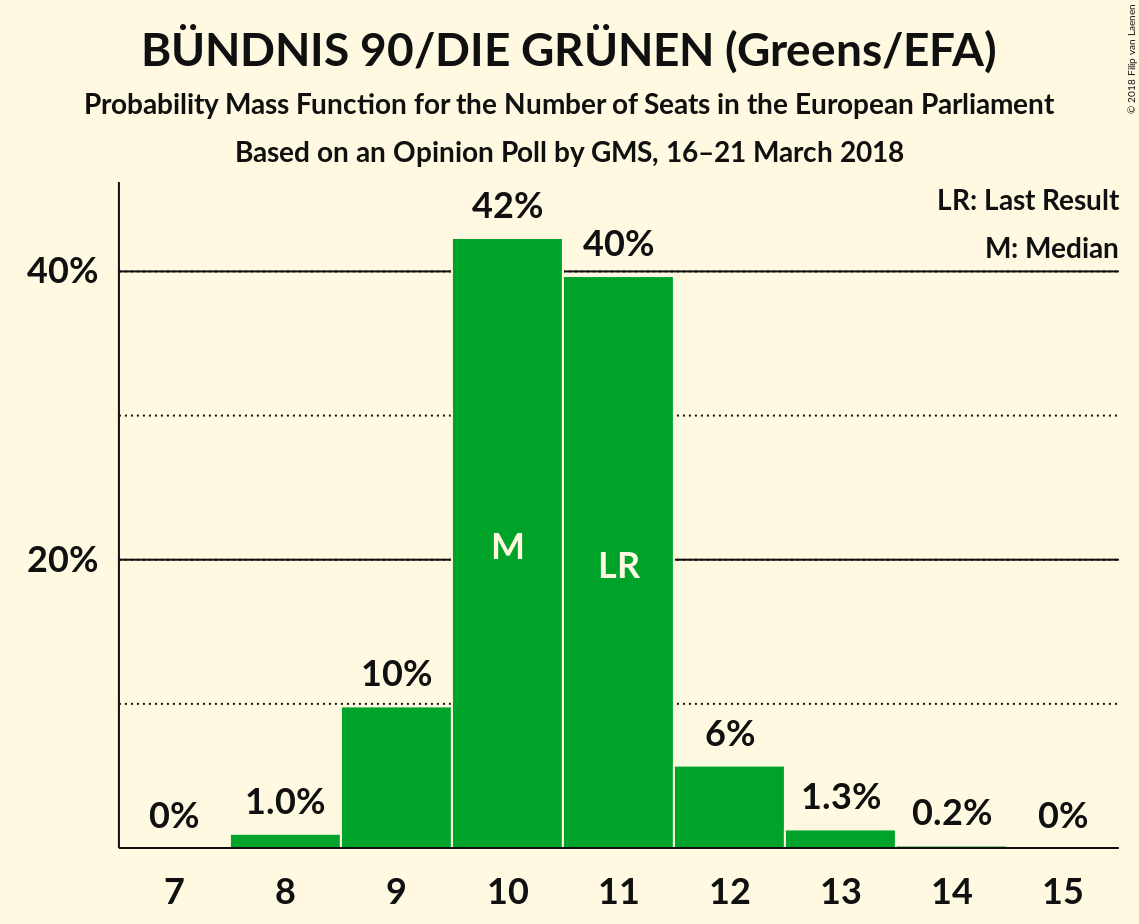 BÜNDNIS 90/DIE GRÜNEN (Greens/EFA)
Probability Mass Function for the Number of Seats in the European Parliament
Based on an Opinion Poll by GMS, 16–21 March 2018
© 2018 Filip van Laenen
LR: Last Result
M: Median
42%
40%
40%
M
LR
20%
10%
6%
0%
1.0%
1.3%
0.2%
0%
7 8 9 10 11 12 13 14 15